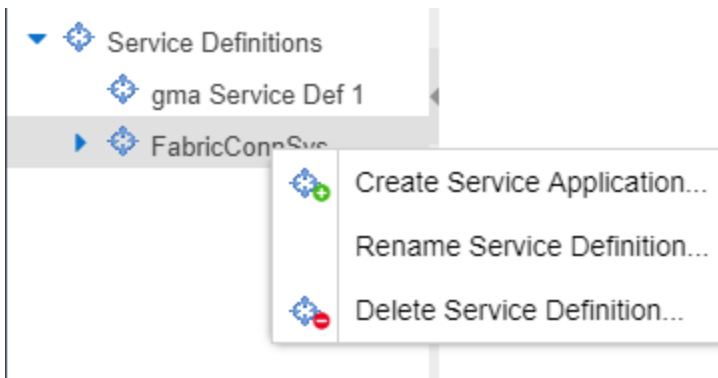 Service Definitions
gma Service Def 1
FabricConnSys
Create Service Application...
Rename Service Definition...
Delete Service Definition...